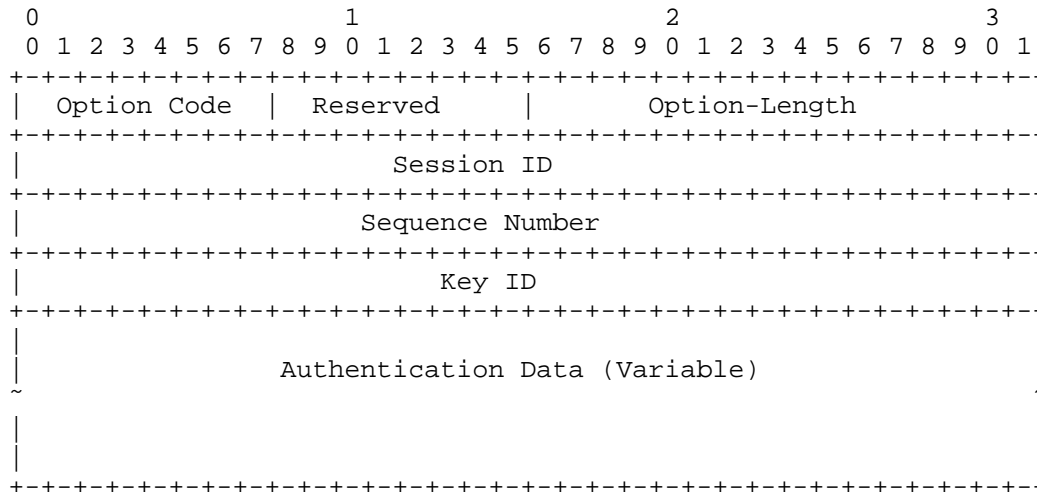 0                   1                   2                   3
0 1 2 3 4 5 6 7 8 9 0 1 2 3 4 5 6 7 8 9 0 1 2 3 4 5 6 7 8 9 0 1
+-+-+-+-+-+-+-+-+-+-+-+-+-+-+-+-+-+-+-+-+-+-+-+-+-+-+-+-+-+-+-+-
|  Option Code  |  Reserved     |       Option-Length
+-+-+-+-+-+-+-+-+-+-+-+-+-+-+-+-+-+-+-+-+-+-+-+-+-+-+-+-+-+-+-+-
|                       Session ID
+-+-+-+-+-+-+-+-+-+-+-+-+-+-+-+-+-+-+-+-+-+-+-+-+-+-+-+-+-+-+-+-
|                     Sequence Number
+-+-+-+-+-+-+-+-+-+-+-+-+-+-+-+-+-+-+-+-+-+-+-+-+-+-+-+-+-+-+-+-
|                          Key ID
+-+-+-+-+-+-+-+-+-+-+-+-+-+-+-+-+-+-+-+-+-+-+-+-+-+-+-+-+-+-+-+-
|
|                Authentication Data (Variable)
~                                                               ~
|
|
+-+-+-+-+-+-+-+-+-+-+-+-+-+-+-+-+-+-+-+-+-+-+-+-+-+-+-+-+-+-+-+-